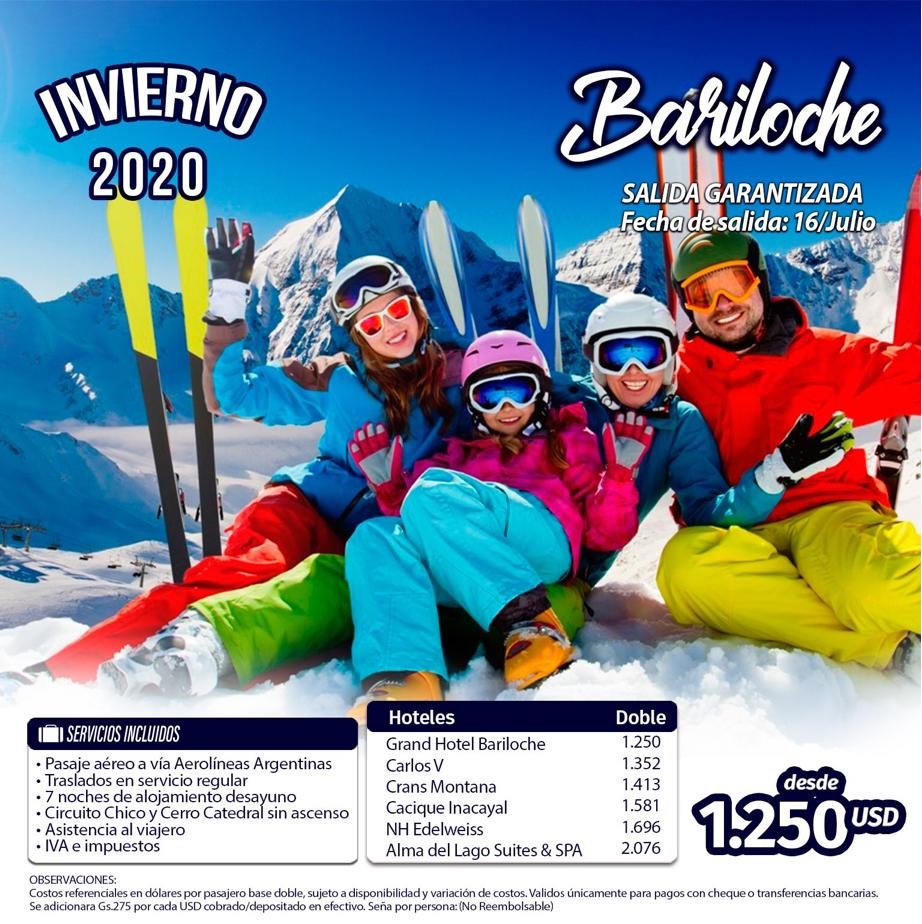 INVIERNO
2020
Bariloche
SALIDA GARANTIZADA
Fecha de salida: 16/Julio
SERVICIOS INCLUIDOS
• Pasaje aéreo a vía Aerolíneas Argentinas
• Traslados en servicio regular
• 7 noches de alojamiento desayuno
• Circuito Chico y Cerro Catedral sin ascenso
• Asistencia al viajero
• IVA e impuestos
Hoteles Doble
Grand Hotel Bariloche 1.250
Carlos V 1.352
Crans Montana 1.413
Cacique Inacayal 1.581
NH Edelweiss 1.696
Alma del Lago Suites & SPA 2.076
desde
1.250 USD
OBSERVACIONES:
Costos referenciales en dólares por pasajero base doble, sujeto a disponibilidad y variación de costos. Validos únicamente para pagos con cheque o transferencias bancarias.
Se adicionara Gs.275 por cada USD cobrado/depositado en efectivo. Seña por persona: (No Reembolsable)